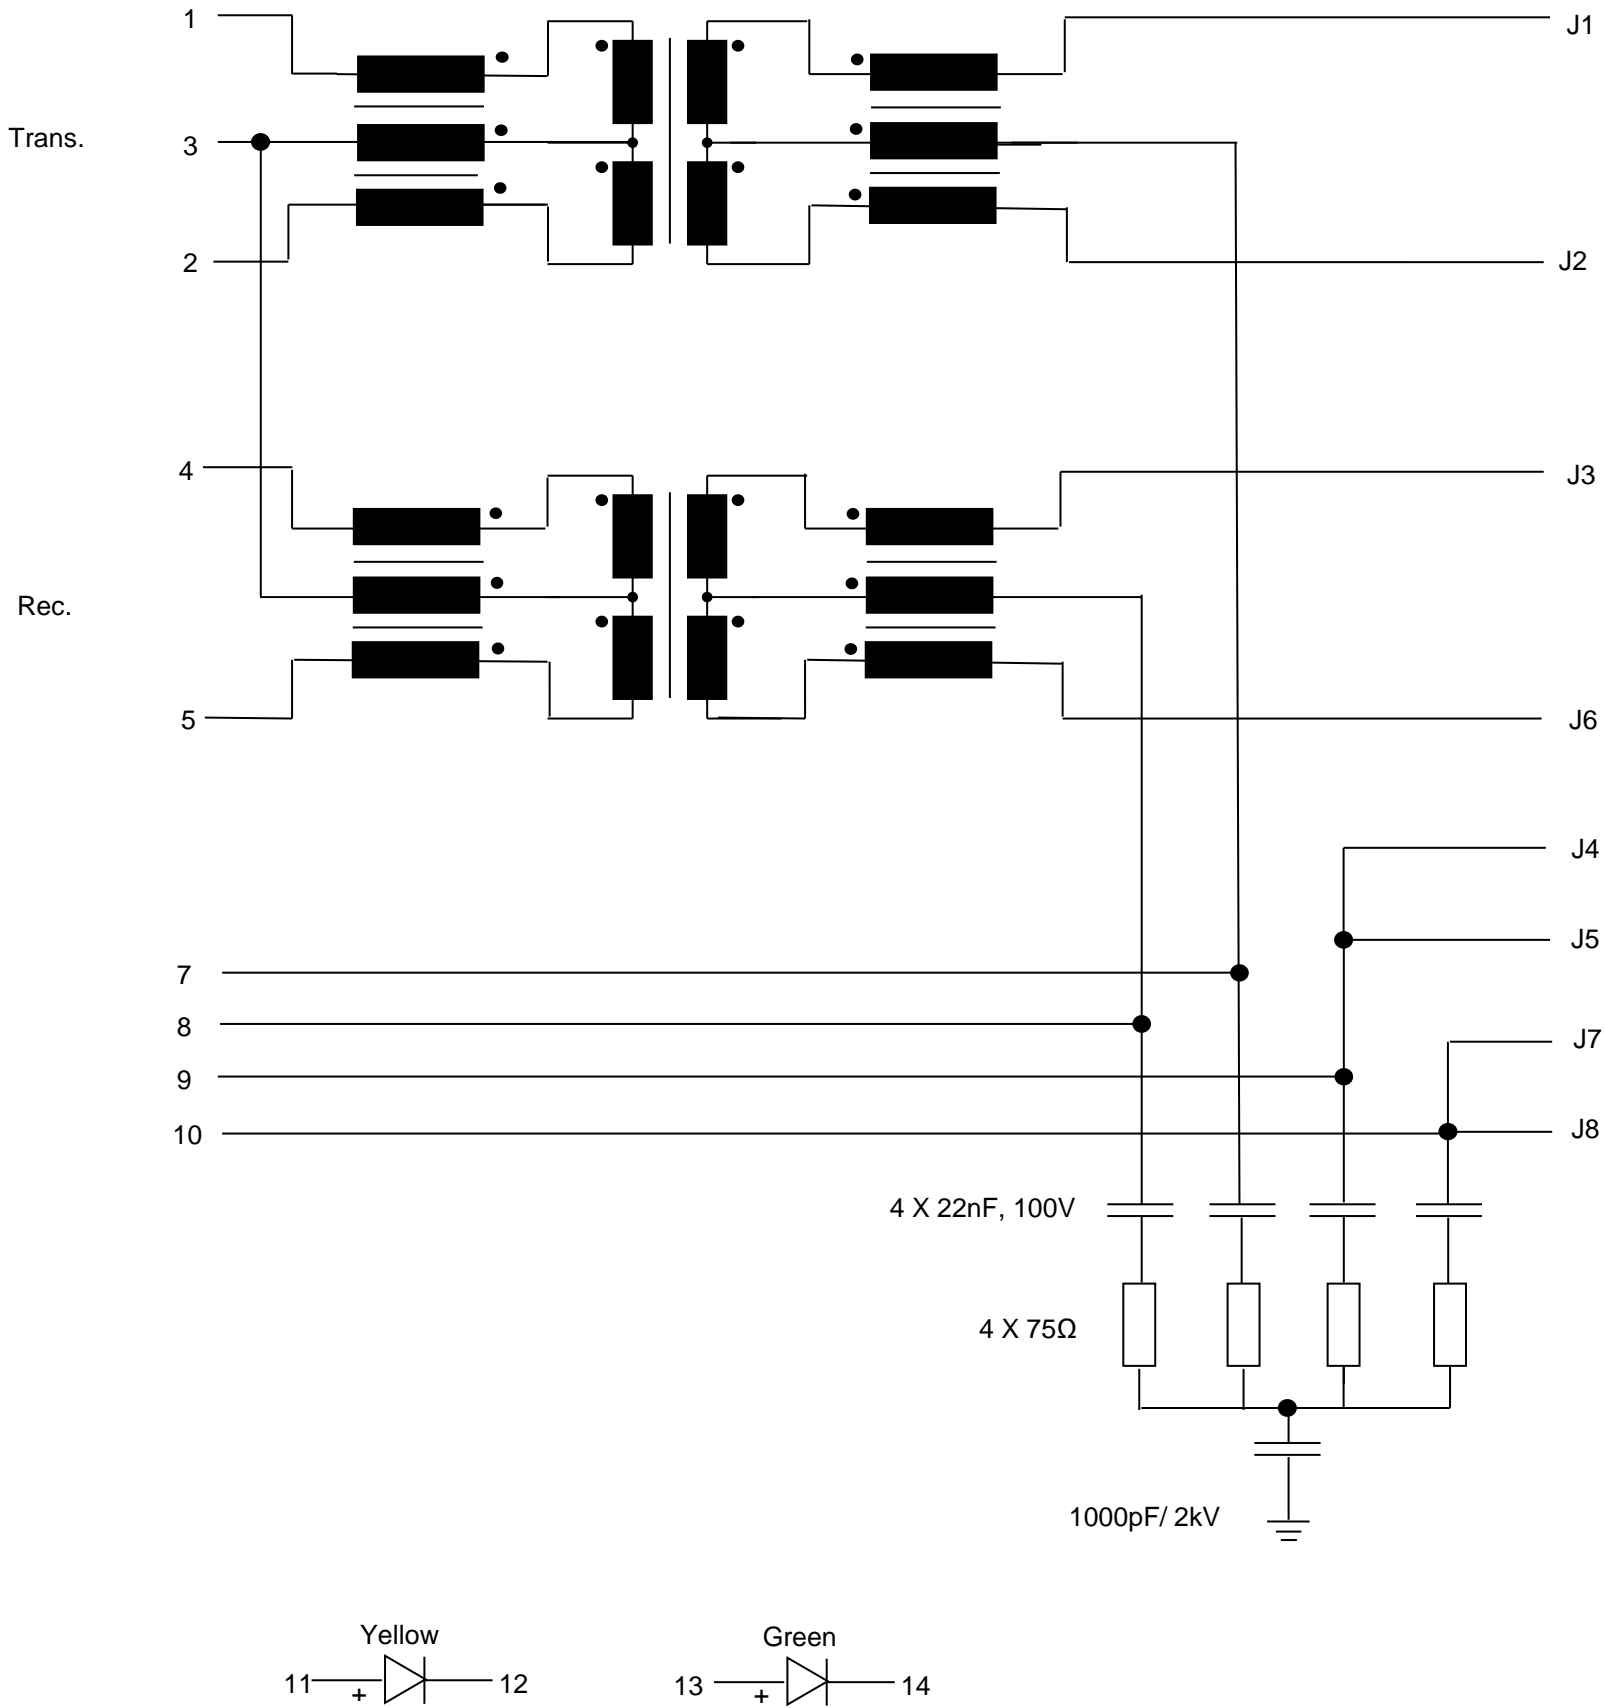 1
J1
Trans.
3
2
J2
4
J3
Rec.
5
J6
J4
J5
7
8
J7
9
10
J8
4 X 22nF, 100V
4 X 75Ω
1000pF/ 2kV
Yellow
Green
11
+
12
13
+
14